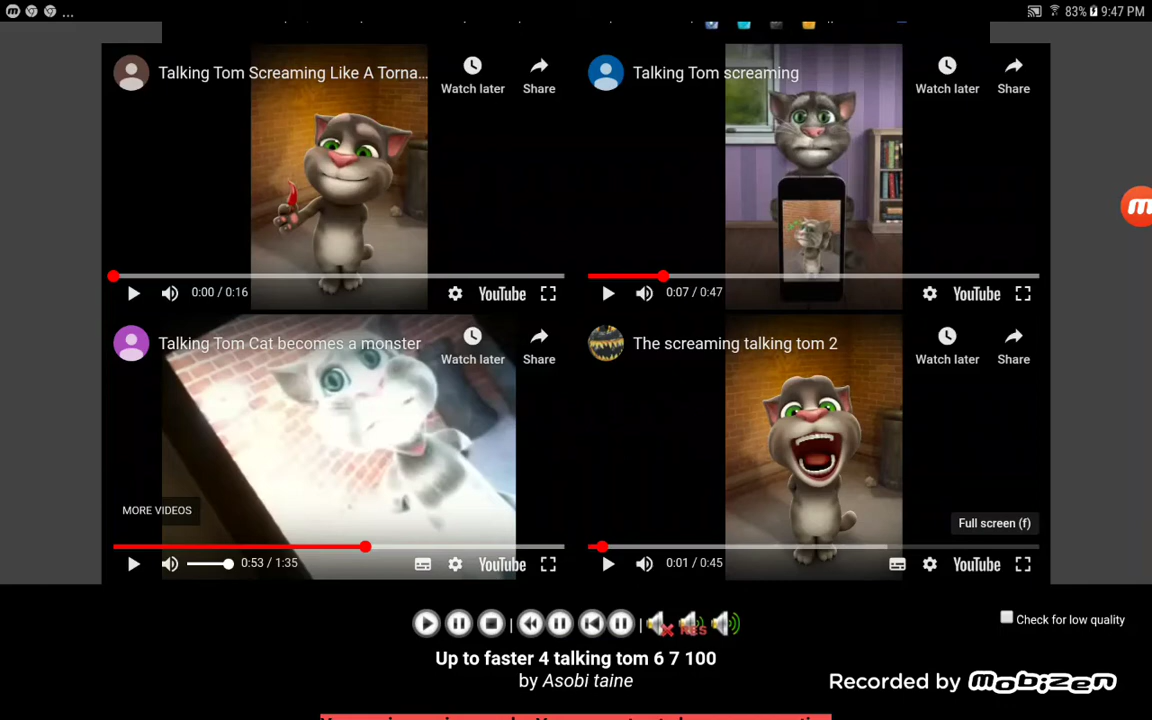 ... 83% 9:47 PM
Talking Tom Screaming Like A Torna...
Watch later
Share
0:00 / 0:16
YouTube
Talking Tom screaming
Watch later
Share
0:07 / 0:47
YouTube
Talking Tom Cat becomes a monster
Watch later
Share
MORE VIDEOS
0:53 / 1:35
YouTube
The screaming talking tom 2
Watch later
Share
Full screen (f)
0:01 / 0:45
YouTube
RES
Check for low quality
Up to faster 4 talking tom 6 7 100
by Asobi taine
Recorded by mobizen